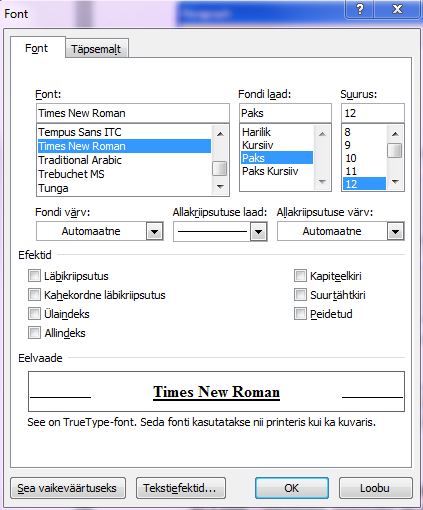 Font
Font Täpsemalt
Font: Fondi laad: Suurus:
Times New Roman Paks 12
Tempus Sans ITC Harilik 8
Times New Roman Kursiiv 9
Traditional Arabic Paks 10
Trebuchet MS Paks Kursiiv 11
Tunga 12
Fondi värv: Allakriipsutuse laad: Allakriipsutuse värv:
Automaatne Automaatne
Efektid
Läbikriipsutus Kapiteelkiri
Kahekordne läbikriipsutus Suurtähtkiri
Ülaindeks Peidetud
Allindeks
Eelvaade
Times New Roman
See on TrueType-font. Seda fonti kasutatakse nii printeris kui ka kuvaris.
Sea vaikeväärtuseks Tekstiefektid... OK Loobu